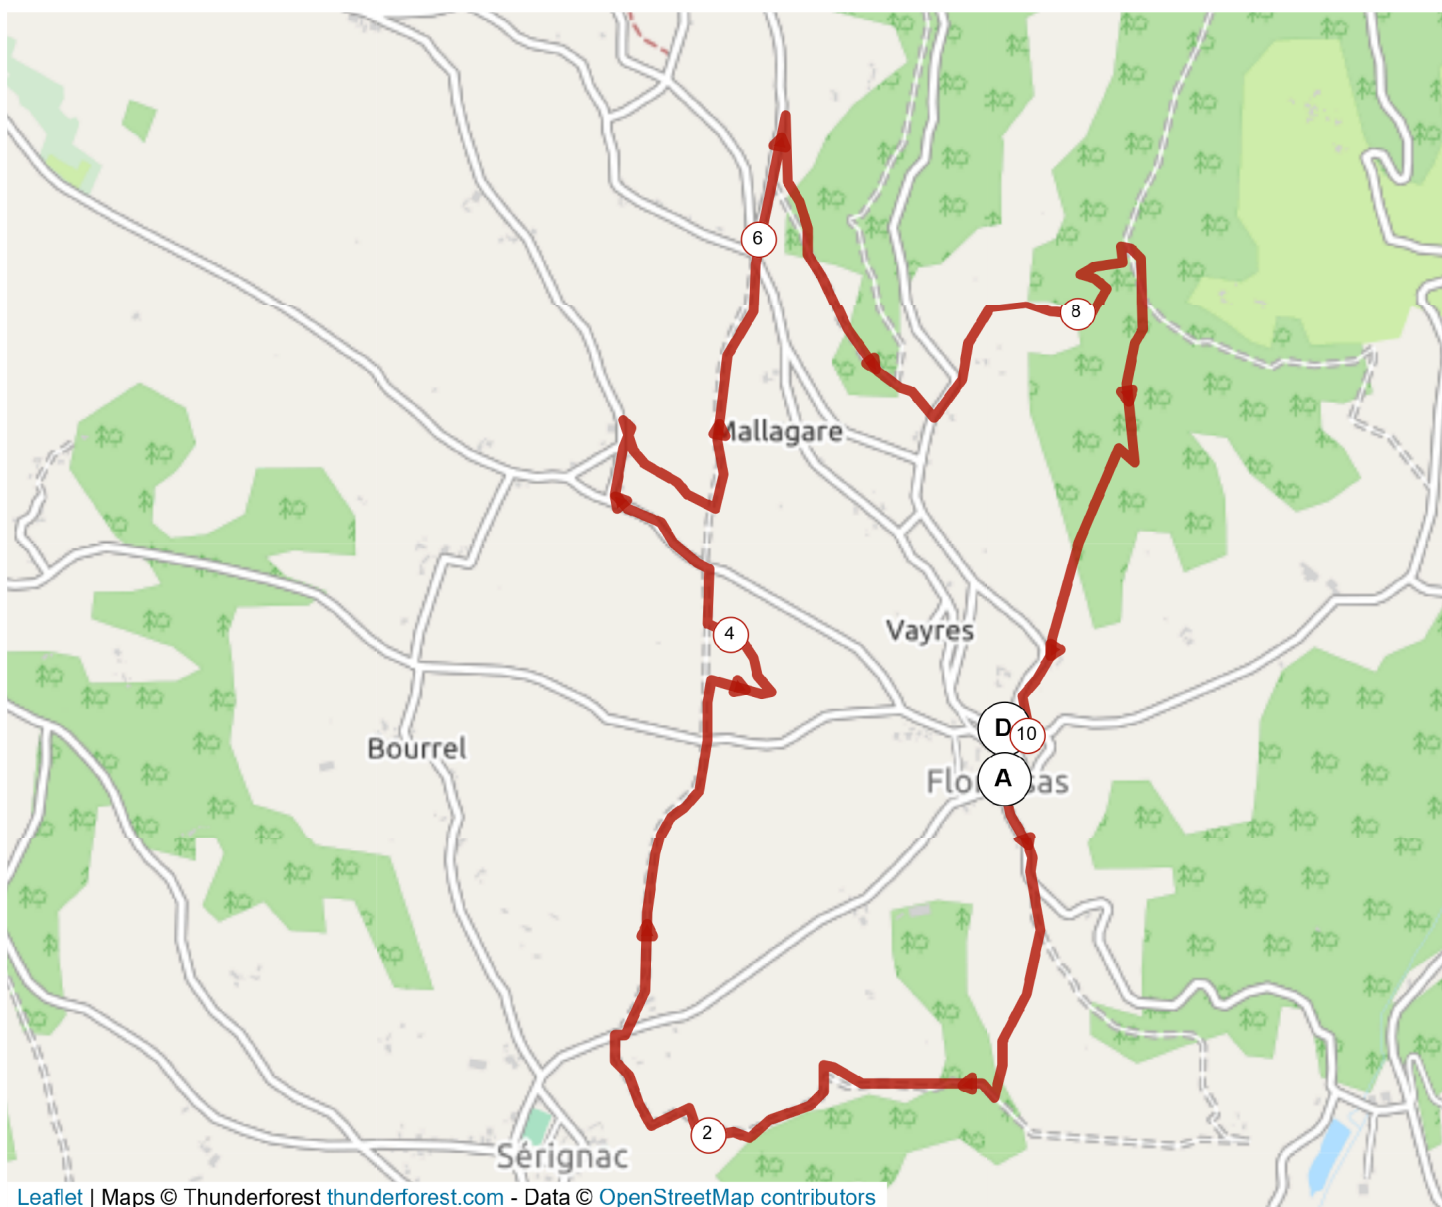 6
8
Mallagare
4
Vayres
D
10
Bourrel
A
2
Sérignac
Leaflet | Maps © Thunderforest thunderforest.com - Data © OpenStreetMap contributors